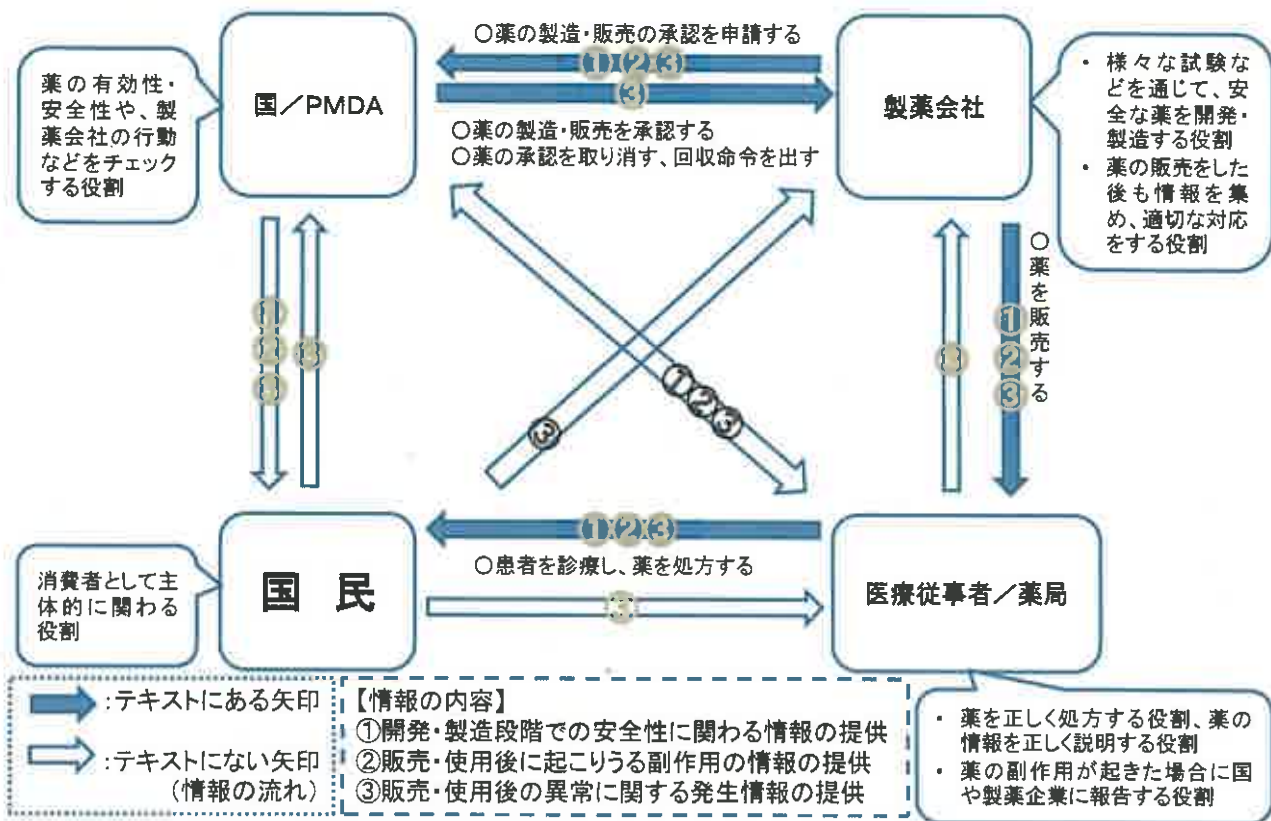 ○薬の製造・販売の承認を申請する
①②③
③
薬の有効性・
安全性や、製
薬会社の行動
などをチェック
する役割
国／PMDA
製薬会社
・ 様々な試験な
どを通じて、安
全な薬を開発・
製造する役割
・ 薬の販売をした
後も情報を集
め、適切な対応
をする役割
○薬の製造・販売を承認する
○薬の承認を取り消す、回収命令を出す
①
②
③
③
③
①②③
③
①
②
③
○薬を販売する
①②③
○患者を診療し、薬を処方する
③
消費者として主
体的に関わる
役割
国 民
医療従事者／薬局
:テキストにある矢印
:テキストにない矢印
(情報の流れ)
【情報の内容】
①開発・製造段階での安全性に関わる情報の提供
②販売・使用後に起こりうる副作用の情報の提供
③販売・使用後の異常に関する発生情報の提供
・ 薬を正しく処方する役割、薬の
情報を正しく説明する役割
・ 薬の副作用が起きた場合に国
や製薬企業に報告する役割